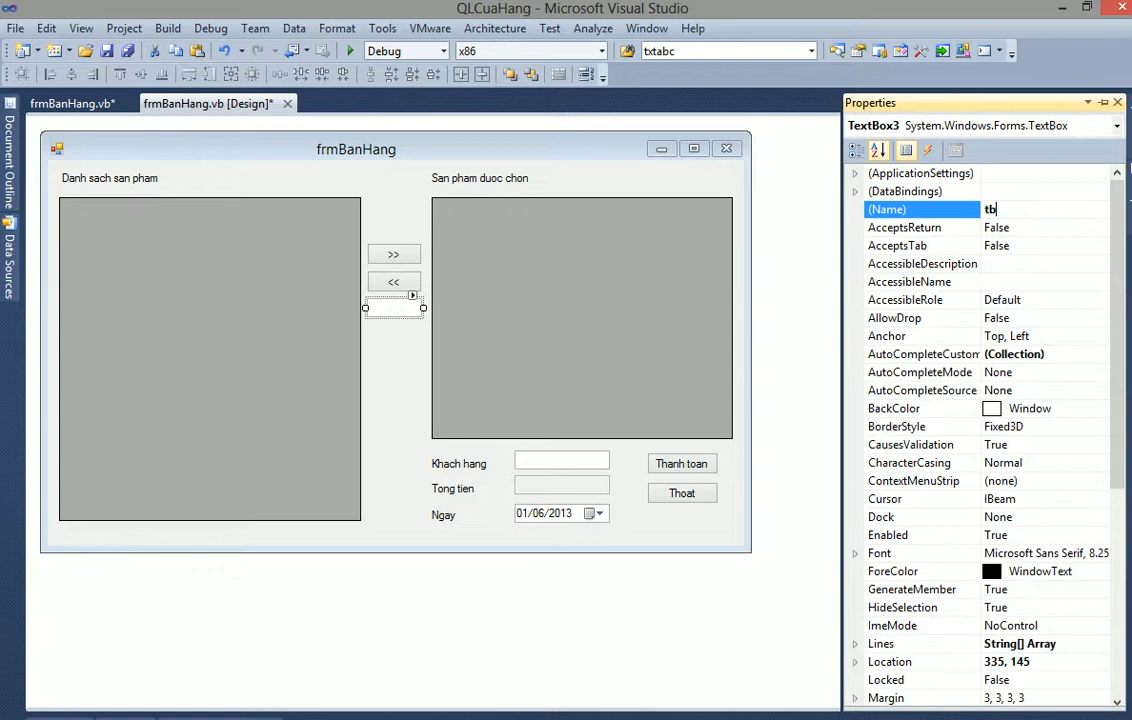 QLCuaHang - Microsoft Visual Studio
File Edit View Project Build Debug Team Data Format Tools VMware Architecture Test Analyze Window Help
Debug x86 txtabc
frmBanHang.vb* frmBanHang.vb [Design]*
Document Outline
Data Sources
frmBanHang
Danh sach san pham
San pham duoc chon
>>
<<
Khach hang
Thanh toan
Tong tien
Thoat
Ngay 01/06/2013
Properties
TextBox3 System.Windows.Forms.TextBox
(ApplicationSettings)
(DataBindings)
(Name) tb
AcceptsReturn False
AcceptsTab False
AccessibleDescription
AccessibleName
AccessibleRole Default
AllowDrop False
Anchor Top, Left
AutoCompleteCustom (Collection)
AutoCompleteMode None
AutoCompleteSource None
BackColor Window
BorderStyle Fixed3D
CausesValidation True
CharacterCasing Normal
ContextMenuStrip (none)
Cursor IBeam
Dock None
Enabled True
Font Microsoft Sans Serif, 8.25
ForeColor WindowText
GenerateMember True
HideSelection True
ImeMode NoControl
Lines String[] Array
Location 335, 145
Locked False
Margin 3, 3, 3, 3